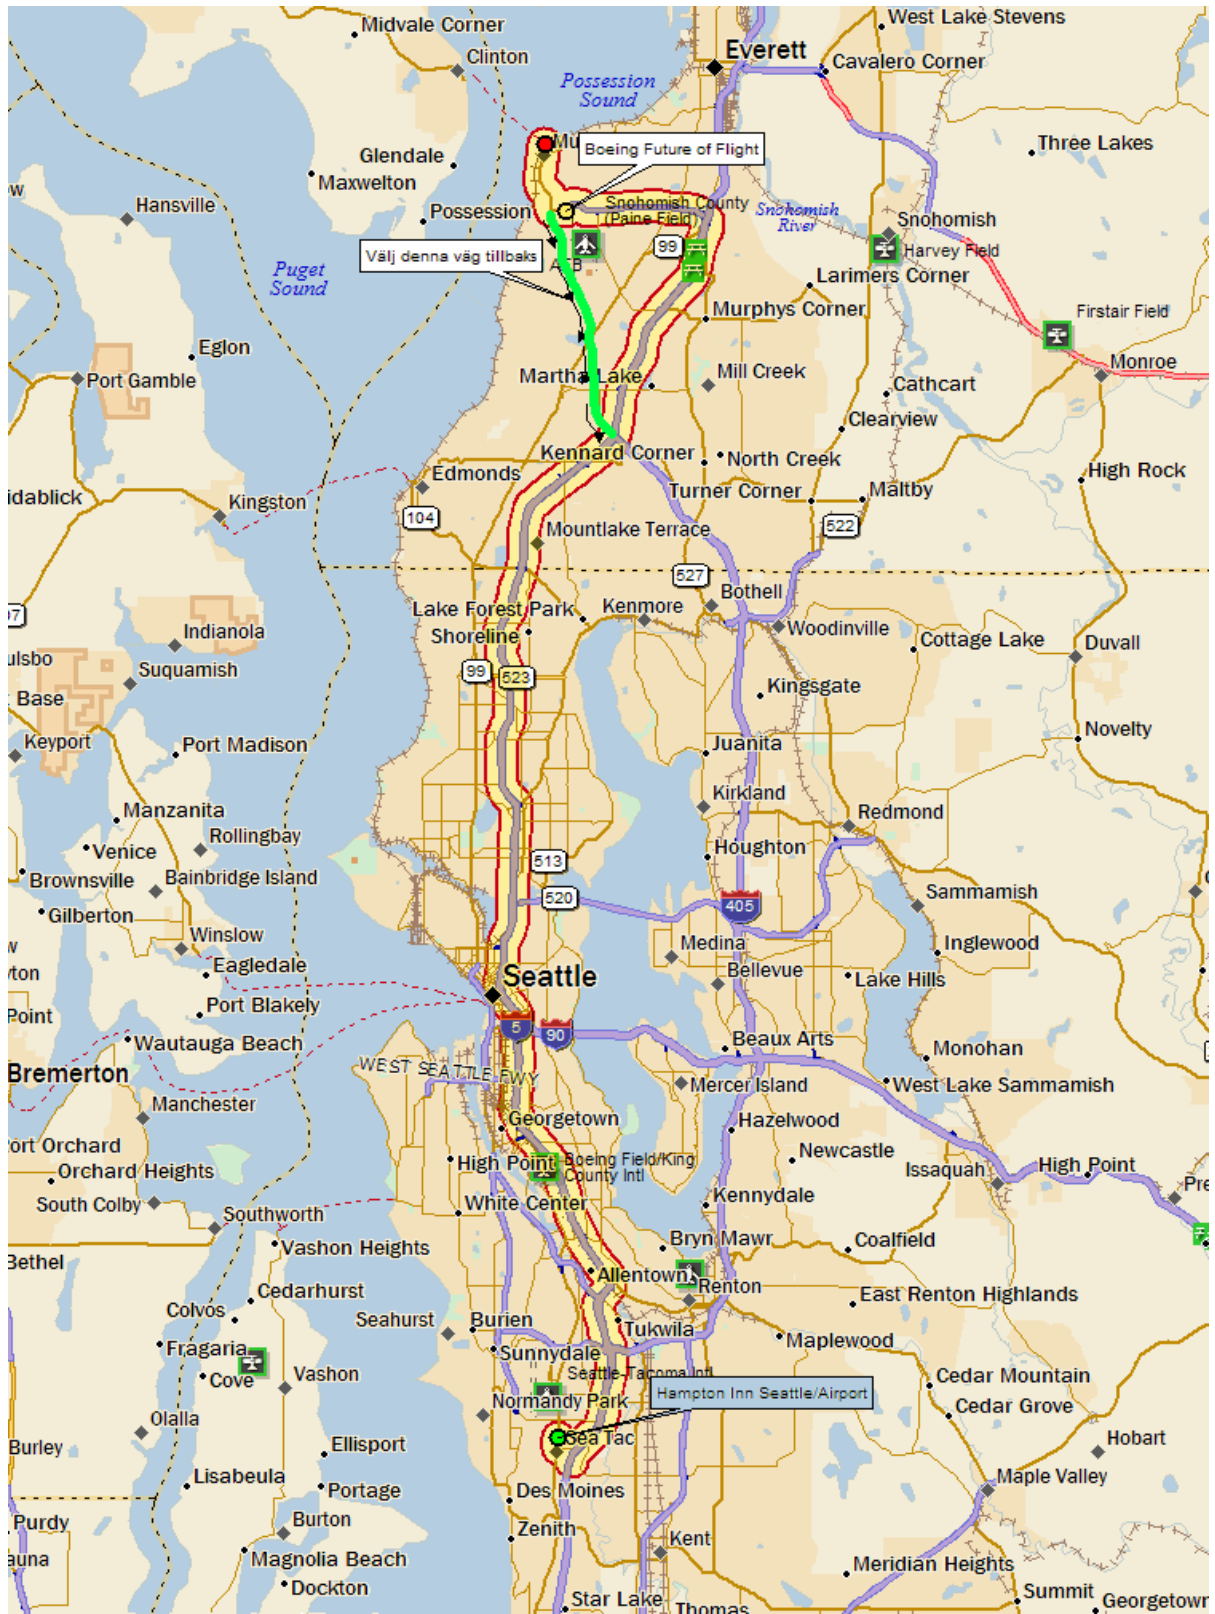 Midvale Corner
West Lake Stevens
Everett
Clinton
Cavalero Corner
Possession
Sound
Boeing Future of Flight
Three Lakes
Glendale
Maxwelton
Hansville
Possession
Snohomish County
(Paine Field)
Snohomish
River
Snohomish
99
Harvey Field
Välj denna väg tillbaks
Puget
Sound
Larimers Corner
Murphys Corner
Firstair Field
Eglon
Monroe
Port Gamble
Martha Lake
Mill Creek
Cathcart
Clearview
Kennard Corner
North Creek
High Rock
Edmonds
Turner Corner
Maltby
Kingston
104
522
Mountlake Terrace
527
Bothell
Lake Forest Park
Kenmore
Indianola
Shoreline
Woodinville
Cottage Lake
Duvall
Suquamish
99
523
Kingsgate
Base
Keyport
Port Madison
Juanita
Novelty
Manzanita
Kirkland
Redmond
Rollingbay
Venice
Houghton
513
Brownsville
Bainbridge Island
520
405
Sammamish
Gilberton
Winslow
Medina
Inglewood
Eagledale
Seattle
Bellevue
Lake Hills
Port Blakely
Point
5
90
Wautauga Beach
Beaux Arts
Monohan
Bremerton
WEST SEATTLE FWY
Mercer Island
West Lake Sammamish
Manchester
Georgetown
Hazelwood
Orchard
Newcastle
Orchard Heights
High Point
Boeing Field/King
County Intl
Issaquah
High Point
South Colby
White Center
Kennydale
Southworth
Vashon Heights
Bryn Mawr
Coalfield
Bethel
Allentown
Renton
Cedarhurst
East Renton Highlands
Colvos
Seahurst
Burien
Tukwila
Maplewood
Fragaria
Sunnydale
Cove
Vashon
Seattle-Tacoma Intl
Cedar Mountain
Hampton Inn Seattle/Airport
Normandy Park
Cedar Grove
Olalla
Sea Tac
Hobart
Burley
Ellisport
Lisabeula
Portage
Des Moines
Maple Valley
Purdy
Burton
Zenith
Kent
Magnolia Beach
Meridian Heights
Dockton
Star Lake
Thomas
Summit
Georgetown